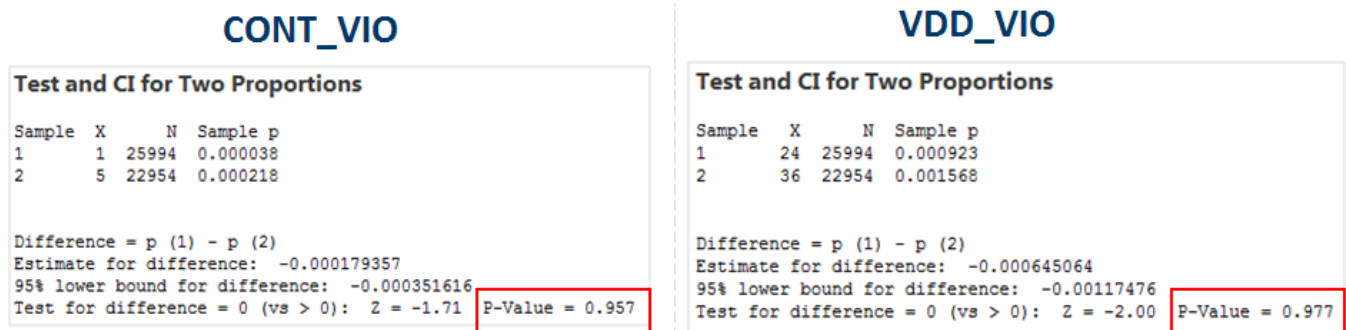 CONT_VIO
Test and CI for Two Proportions
Sample X N Sample p
1 1 25994 0.000038
2 5 22954 0.000218
Difference = p (1) - p (2)
Estimate for difference: -0.000179357
95% lower bound for difference: -0.000351616
Test for difference = 0 (vs > 0): Z = -1.71 P-Value = 0.957
VDD_VIO
Test and CI for Two Proportions
Sample X N Sample p
1 24 25994 0.000923
2 36 22954 0.001568
Difference = p (1) - p (2)
Estimate for difference: -0.000645064
95% lower bound for difference: -0.00117476
Test for difference = 0 (vs > 0): Z = -2.00 P-Value = 0.977